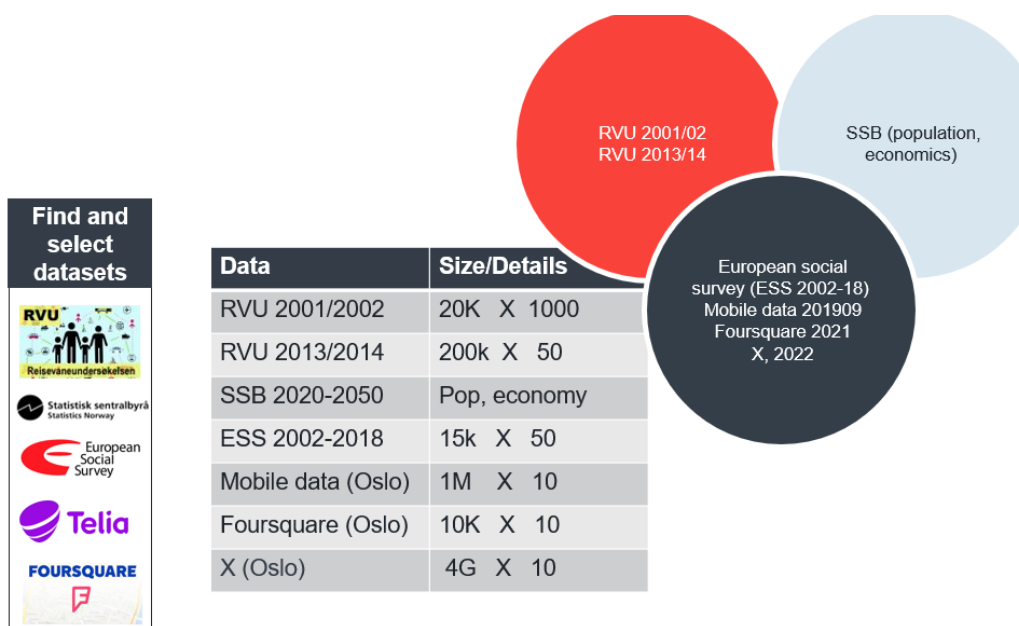 RVU 2001/02
RVU 2013/14
SSB (population,
economics)
European social
survey (ESS 2002-18)
Mobile data 201909
Foursquare 2021
X, 2022
Find and
select
datasets
RVU
Reisevaneundersøkelsen
Statistisk sentralbyrå
Statistics Norway
European
Social
Survey
Telia
FOURSQUARE
Data Size/Details
RVU 2001/2002 20K X 1000
RVU 2013/2014 200k X 50
SSB 2020-2050 Pop, economy
ESS 2002-2018 15k X 50
Mobile data (Oslo) 1M X 10
Foursquare (Oslo) 10K X 10
X (Oslo) 4G X 10